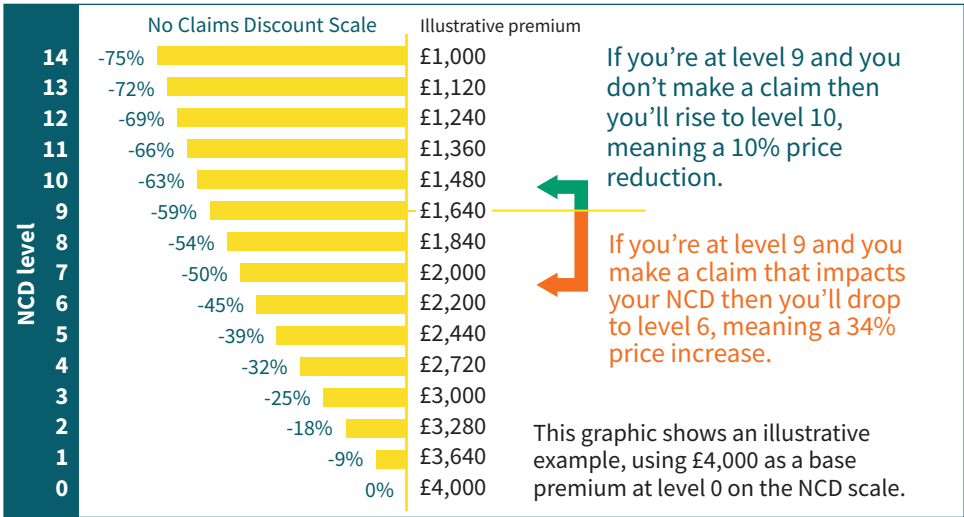 No Claims Discount Scale Illustrative premium
14 -75% £1,000
13 -72% £1,120
12 -69% £1,240
11 -66% £1,360
10 -63% £1,480
9 -59% £1,640
8 -54% £1,840
7 -50% £2,000
6 -45% £2,200
5 -39% £2,440
4 -32% £2,720
3 -25% £3,000
2 -18% £3,280
1 -9% £3,640
0 0% £4,000
NCD level
If you’re at level 9 and you
don’t make a claim then
you’ll rise to level 10,
meaning a 10% price
reduction.
If you’re at level 9 and you
make a claim that impacts
your NCD then you’ll drop
to level 6, meaning a 34%
price increase.
This graphic shows an illustrative
example, using £4,000 as a base
premium at level 0 on the NCD scale.